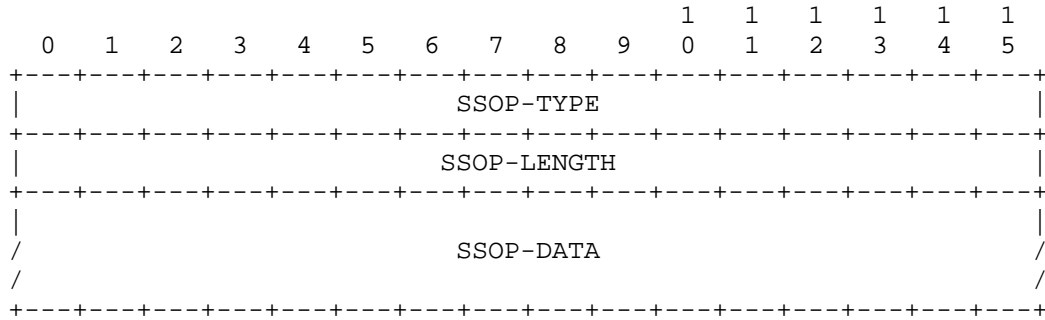 1   1   1   1   1   1
   0   1   2   3   4   5   6   7   8   9   0   1   2   3   4   5
 +---+---+---+---+---+---+---+---+---+---+---+---+---+---+---+---+
 |                           SSOP-TYPE                           |
 +---+---+---+---+---+---+---+---+---+---+---+---+---+---+---+---+
 |                          SSOP-LENGTH                          |
 +---+---+---+---+---+---+---+---+---+---+---+---+---+---+---+---+
 |                                                               |
 /                           SSOP-DATA                           /
 /                                                               /
 +---+---+---+---+---+---+---+---+---+---+---+---+---+---+---+---+